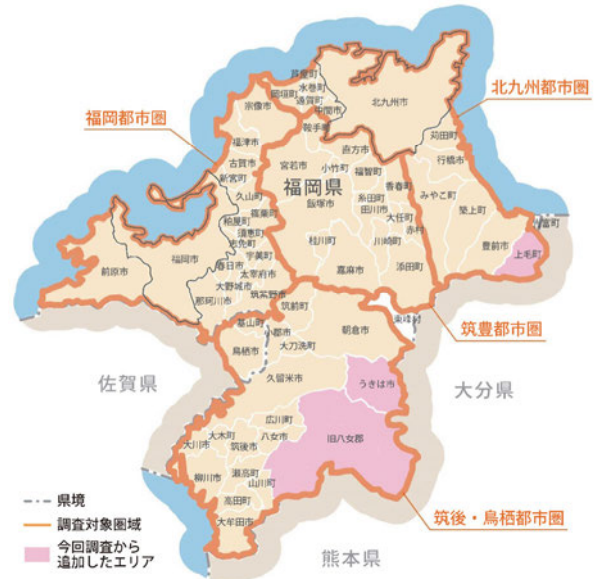 芦屋町
水巻町
岡垣町
遠賀町
中間市
北九州市
北九州都市圏
宗像市
鞍手町
苅田町
福岡都市圏
福津市
直方市
行橋市
古賀市
宮若市
小竹町
福智町
新宮町
福岡県
香春町
みやこ町
久山町
飯塚市
糸田町
田川市
築上町
篠栗町
大任町
粕屋町
赤村
吉富町
須恵町
志免町
桂川町
川崎町
豊前市
上毛町
福岡市
宇美町
前原市
春日市
嘉麻市
添田町
太宰府市
大野城市
那珂川市
筑紫野市
筑前町
東峰村
筑豊都市圏
基山町
小郡市
朝倉市
鳥栖市
大刀洗町
佐賀県
久留米市
うきは市
大分県
広川町
大木町
八女市
旧八女郡
大川市
筑後市
瀬高町
柳川市
山川町
県境
高田町
調査対象圏域
大牟田市
筑後・鳥栖都市圏
今回調査から
追加したエリア
熊本県